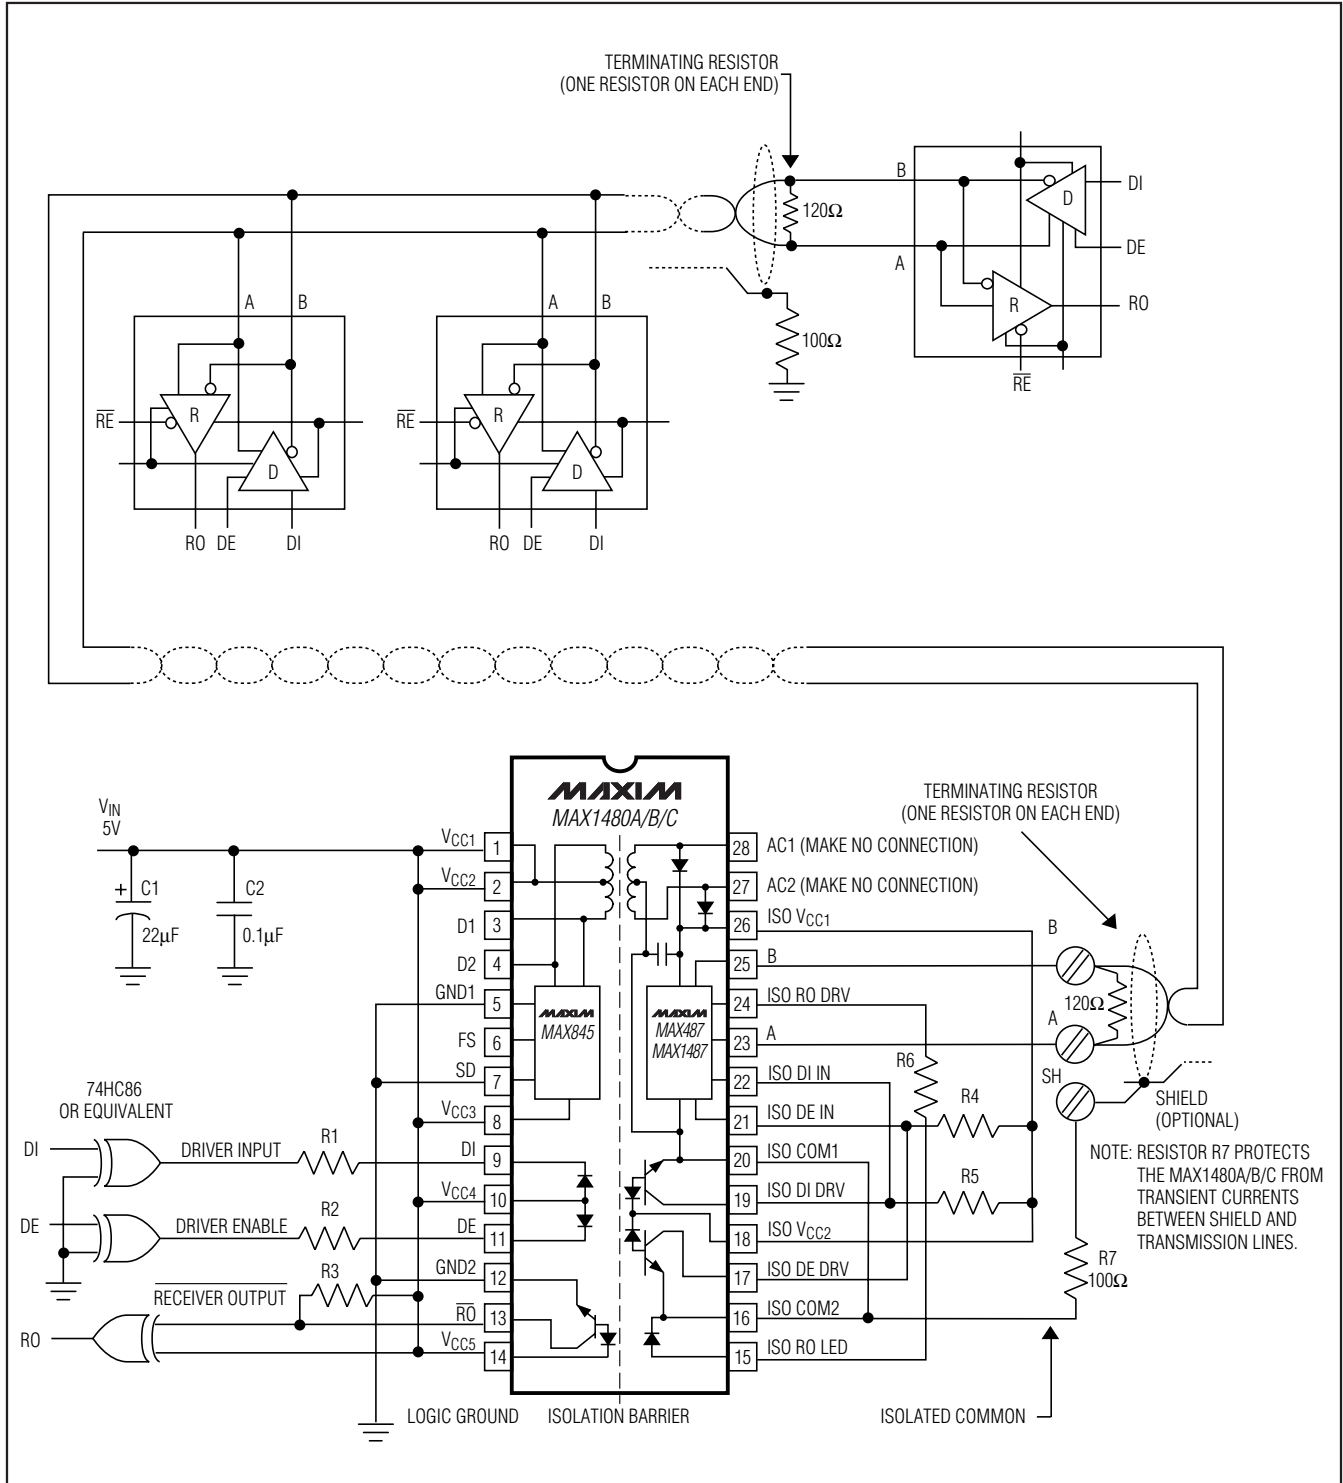 TERMINATING RESISTOR
(ONE RESISTOR ON EACH END)
B
DI
D
120Ω
DE
A
R
RO
100Ω
RE
A B
A B
RE
R
D
RE
R
D
RO DE DI
RO DE DI
VIN
5V
C1
+
22µF
C2
0.1µF
74HC86
OR EQUIVALENT
DI
DRIVER INPUT
R1
DE
DRIVER ENABLE
R2
R3
RECEIVER OUTPUT
RO
VCC1
1
VCC2
2
D1
3
D2
4
GND1
5
FS
6
SD
7
VCC3
8
DI
9
VCC4
10
DE
11
GND2
12
RO
13
VCC5
14
MAXIM
MAX1480A/B/C
MAXIM
MAX845
MAXIM
MAX487
MAX1487
28 AC1 (MAKE NO CONNECTION)
27 AC2 (MAKE NO CONNECTION)
26 ISO VCC1
25 B
24 ISO RO DRV
23 A
22 ISO DI IN
21 ISO DE IN
20 ISO COM1
19 ISO DI DRV
18 ISO VCC2
17 ISO DE DRV
16 ISO COM2
15 ISO RO LED
R6
R4
R5
TERMINATING RESISTOR
(ONE RESISTOR ON EACH END)
B
120Ω
A
SH
SHIELD
(OPTIONAL)
NOTE: RESISTOR R7 PROTECTS
THE MAX1480A/B/C FROM
TRANSIENT CURRENTS
BETWEEN SHIELD AND
TRANSMISSION LINES.
R7
100Ω
LOGIC GROUND
ISOLATION BARRIER
ISOLATED COMMON